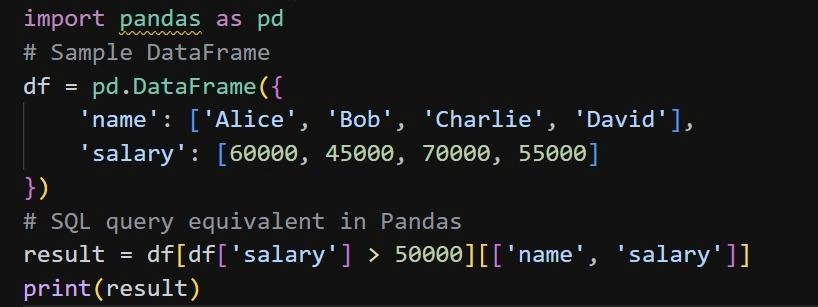 import pandas as pd
# Sample DataFrame
df = pd.DataFrame({
    'name': ['Alice', 'Bob', 'Charlie', 'David'],
    'salary': [60000, 45000, 70000, 55000]
})
# SQL query equivalent in Pandas
result = df[df['salary'] > 50000][['name', 'salary']]
print(result)